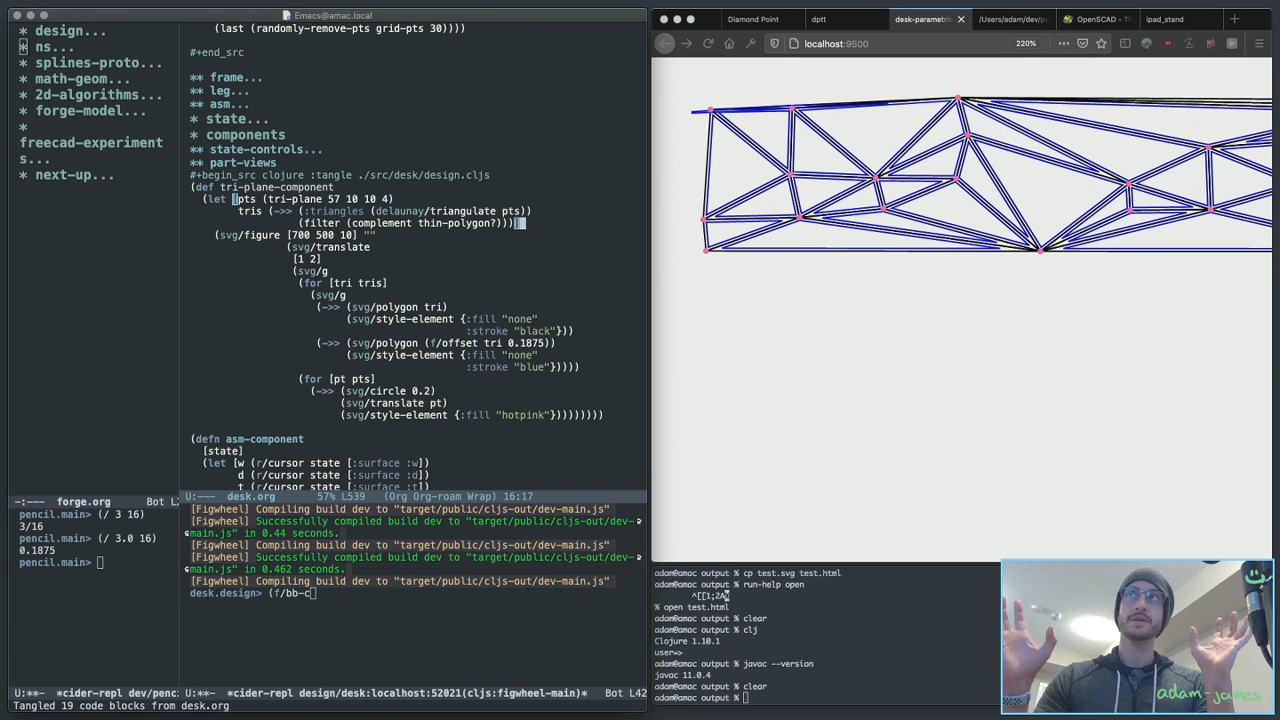 Emacs@amac.local
* design...
* ns...
* splines-proto...
* math-geom...
* 2d-algorithms...
* forge-model...
*
freecad-experiment
s...
* next-up...
-:--- forge.org Bot L
pencil.main> (/ 3 16)
3/16
pencil.main> (/ 3.0 16)
0.1875
pencil.main>
U:**- *cider-repl dev/penc
(last (randomly-remove-pts grid-pts 30))))
#+end_src
** frame...
** leg...
** asm...
* state...
* components
** state-controls...
** part-views
#+begin_src clojure :tangle ./src/desk/design.cljs
(def tri-plane-component
(let [pts (tri-plane 57 10 10 4)
tris (->> (:triangles (delaunay/triangulate pts))
(filter (complement thin-polygon?)))]
(svg/figure [700 500 10] ""
(svg/translate
[1 2]
(svg/g
(for [tri tris]
(svg/g
(->> (svg/polygon tri)
(svg/style-element {:fill "none"
:stroke "black"}))
(->> (svg/polygon (f/offset tri 0.1875))
(svg/style-element {:fill "none"
:stroke "blue"}))))
(for [pt pts]
(->> (svg/circle 0.2)
(svg/translate pt)
(svg/style-element {:fill "hotpink"}))))))))
(defn asm-component
[state]
(let [w (r/cursor state [:surface :w])
d (r/cursor state [:surface :d])
t (r/cursor state [:surface :t])
U:--- desk.org 57% L539 (Org Org-roam Wrap) 16:17
[Figwheel] Compiling build dev to "target/public/cljs-out/dev-main.js"
[Figwheel] Successfully compiled build dev to "target/public/cljs-out/dev-
main.js" in 0.44 seconds.
[Figwheel] Compiling build dev to "target/public/cljs-out/dev-main.js"
[Figwheel] Successfully compiled build dev to "target/public/cljs-out/dev-
main.js" in 0.462 seconds.
[Figwheel] Compiling build dev to "target/public/cljs-out/dev-main.js"
desk.design> (f/bb-c
U:**- *cider-repl design/desk:localhost:52021(cljs:figwheel-main)* Bot L42
Tangled 19 code blocks from desk.org
Diamond Point
dptt
desk-parametric
/Users/adam/dev/pe
OpenSCAD - Th
ipad_stand
localhost:9500
220%
adam@amac output % cp test.svg test.html
adam@amac output % run-help open
^[[1;2A
% open test.html
adam@amac output % clear
adam@amac output % clj
Clojure 1.10.1
user=>
adam@amac output % javac --version
javac 11.0.4
adam@amac output % clear
adam@amac output %
adam-james